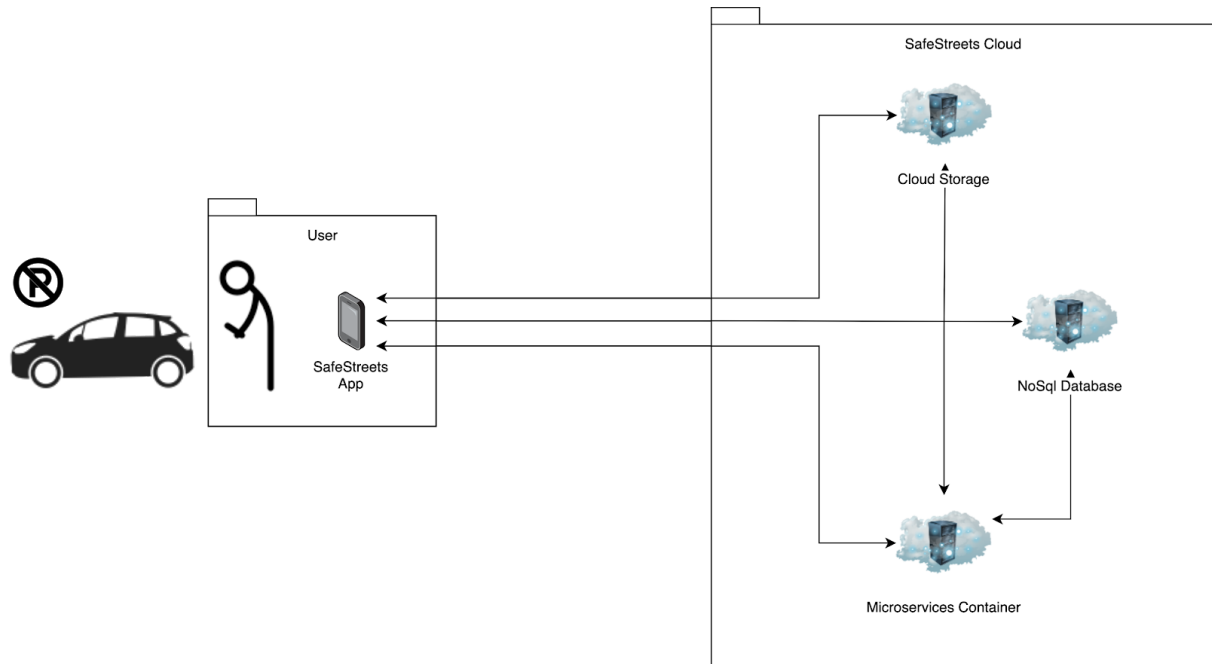 SafeStreets Cloud
Cloud Storage
User
P
SafeStreets
App
NoSql Database
Microservices Container